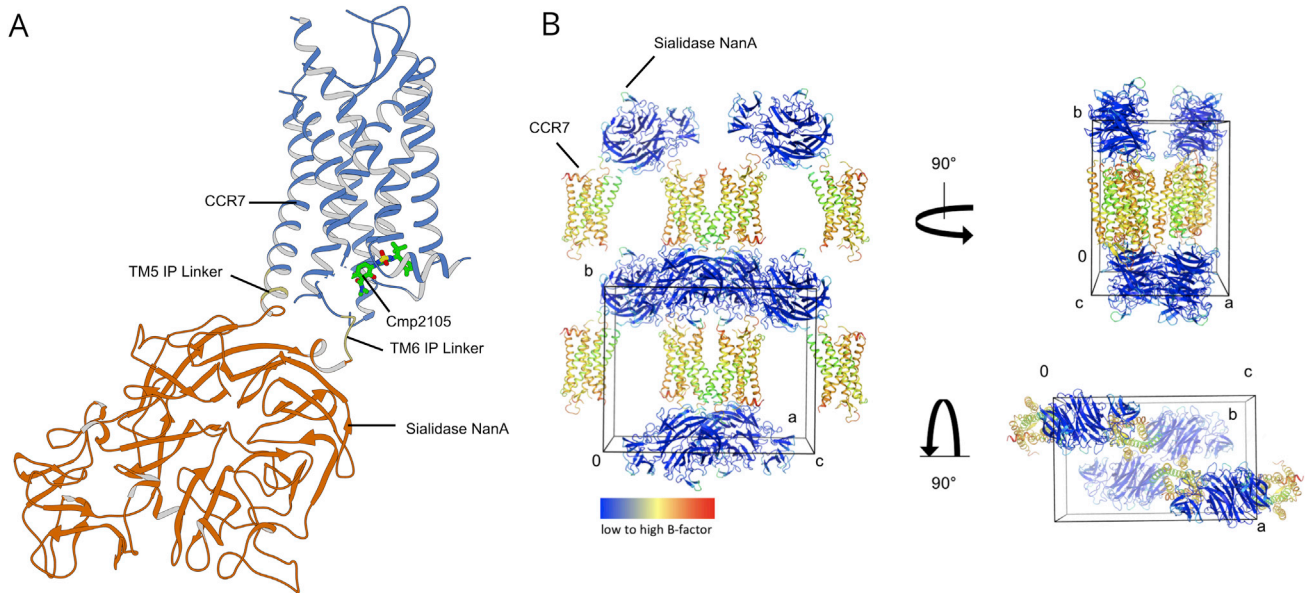 A
CCR7
TM5 IP Linker
Cmp2105
TM6 IP Linker
Sialidase NanA
B
Sialidase NanA
CCR7
b
a
0
c
low to high B-factor
90°
b
0
c
a
90°
0
c
b
a